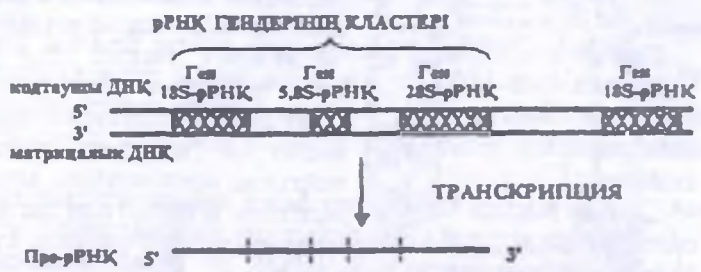 рРНҚ ГЕНДЕРІНІҢ КЛАСТЕРІ
Ген Ген Ген Ген
кодтаушы ДНҚ 18S-рРНҚ 5,8S-рРНҚ 28S-рРНҚ 18S-рРНҚ
5'
3'
матрицалық ДНҚ
ТРАНСКРИПЦИЯ
Про-рРНҚ 5' 3'